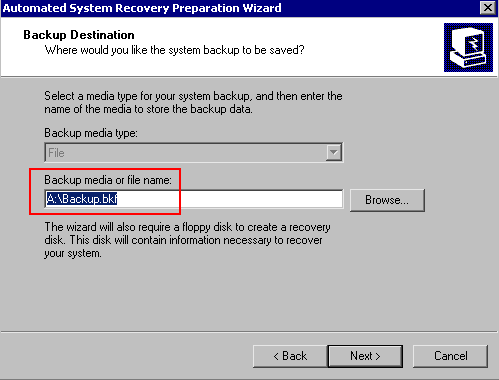 Automated System Recovery Preparation Wizard
Backup Destination
Where would you like the system backup to be saved?
Select a media type for your system backup, and then enter the
name of the media to store the backup data.
Backup media type:
File
Backup media or file name:
A:\Backup.bkf
Browse...
The wizard will also require a floppy disk to create a recovery
disk. This disk will contain information necessary to recover
your system.
< Back
Next >
Cancel